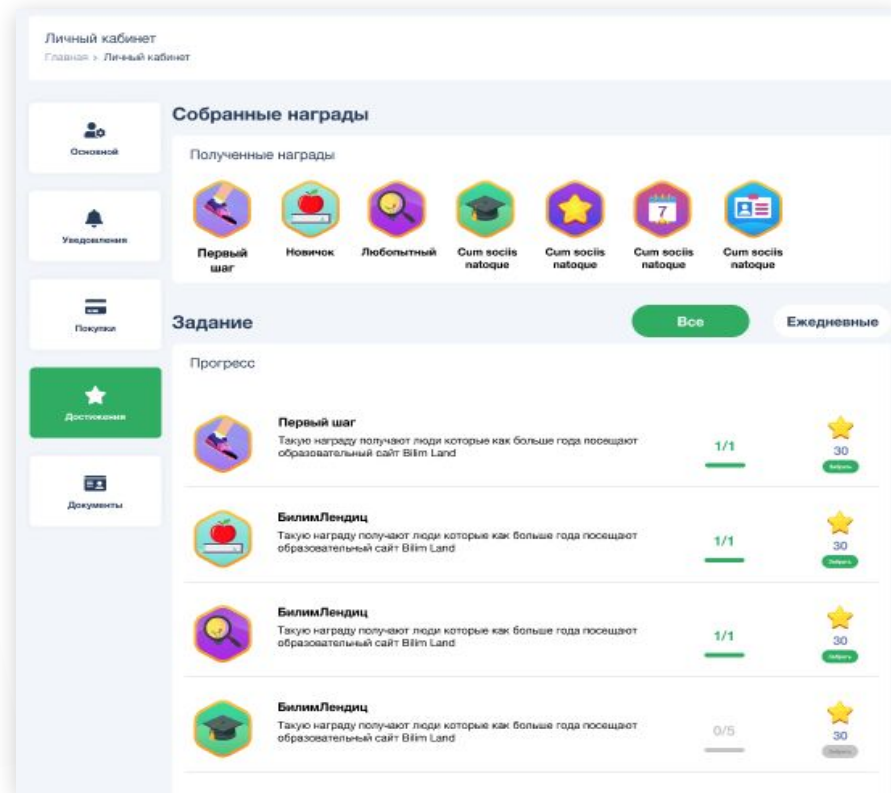 Личный кабинет
Главная > Личный кабинет
Основной
Уведомления
Покупки
Достижения
Документы
Собранные награды
Полученные награды
7
Первый
шаг
Новичок
Любопытный
Cum sociis
natoque
Cum sociis
natoque
Cum sociis
natoque
Cum sociis
natoque
Задание
Все
Ежедневные
Прогресс
Первый шаг
Такую награду получают люди которые как больше года посещают
образовательный сайт Bilim Land
1/1
30
Забрать
БилимЛендиц
Такую награду получают люди которые как больше года посещают
образовательный сайт Bilim Land
1/1
30
Забрать
БилимЛендиц
Такую награду получают люди которые как больше года посещают
образовательный сайт Bilim Land
1/1
30
Забрать
БилимЛендиц
Такую награду получают люди которые как больше года посещают
образовательный сайт Bilim Land
0/5
30
Забрать